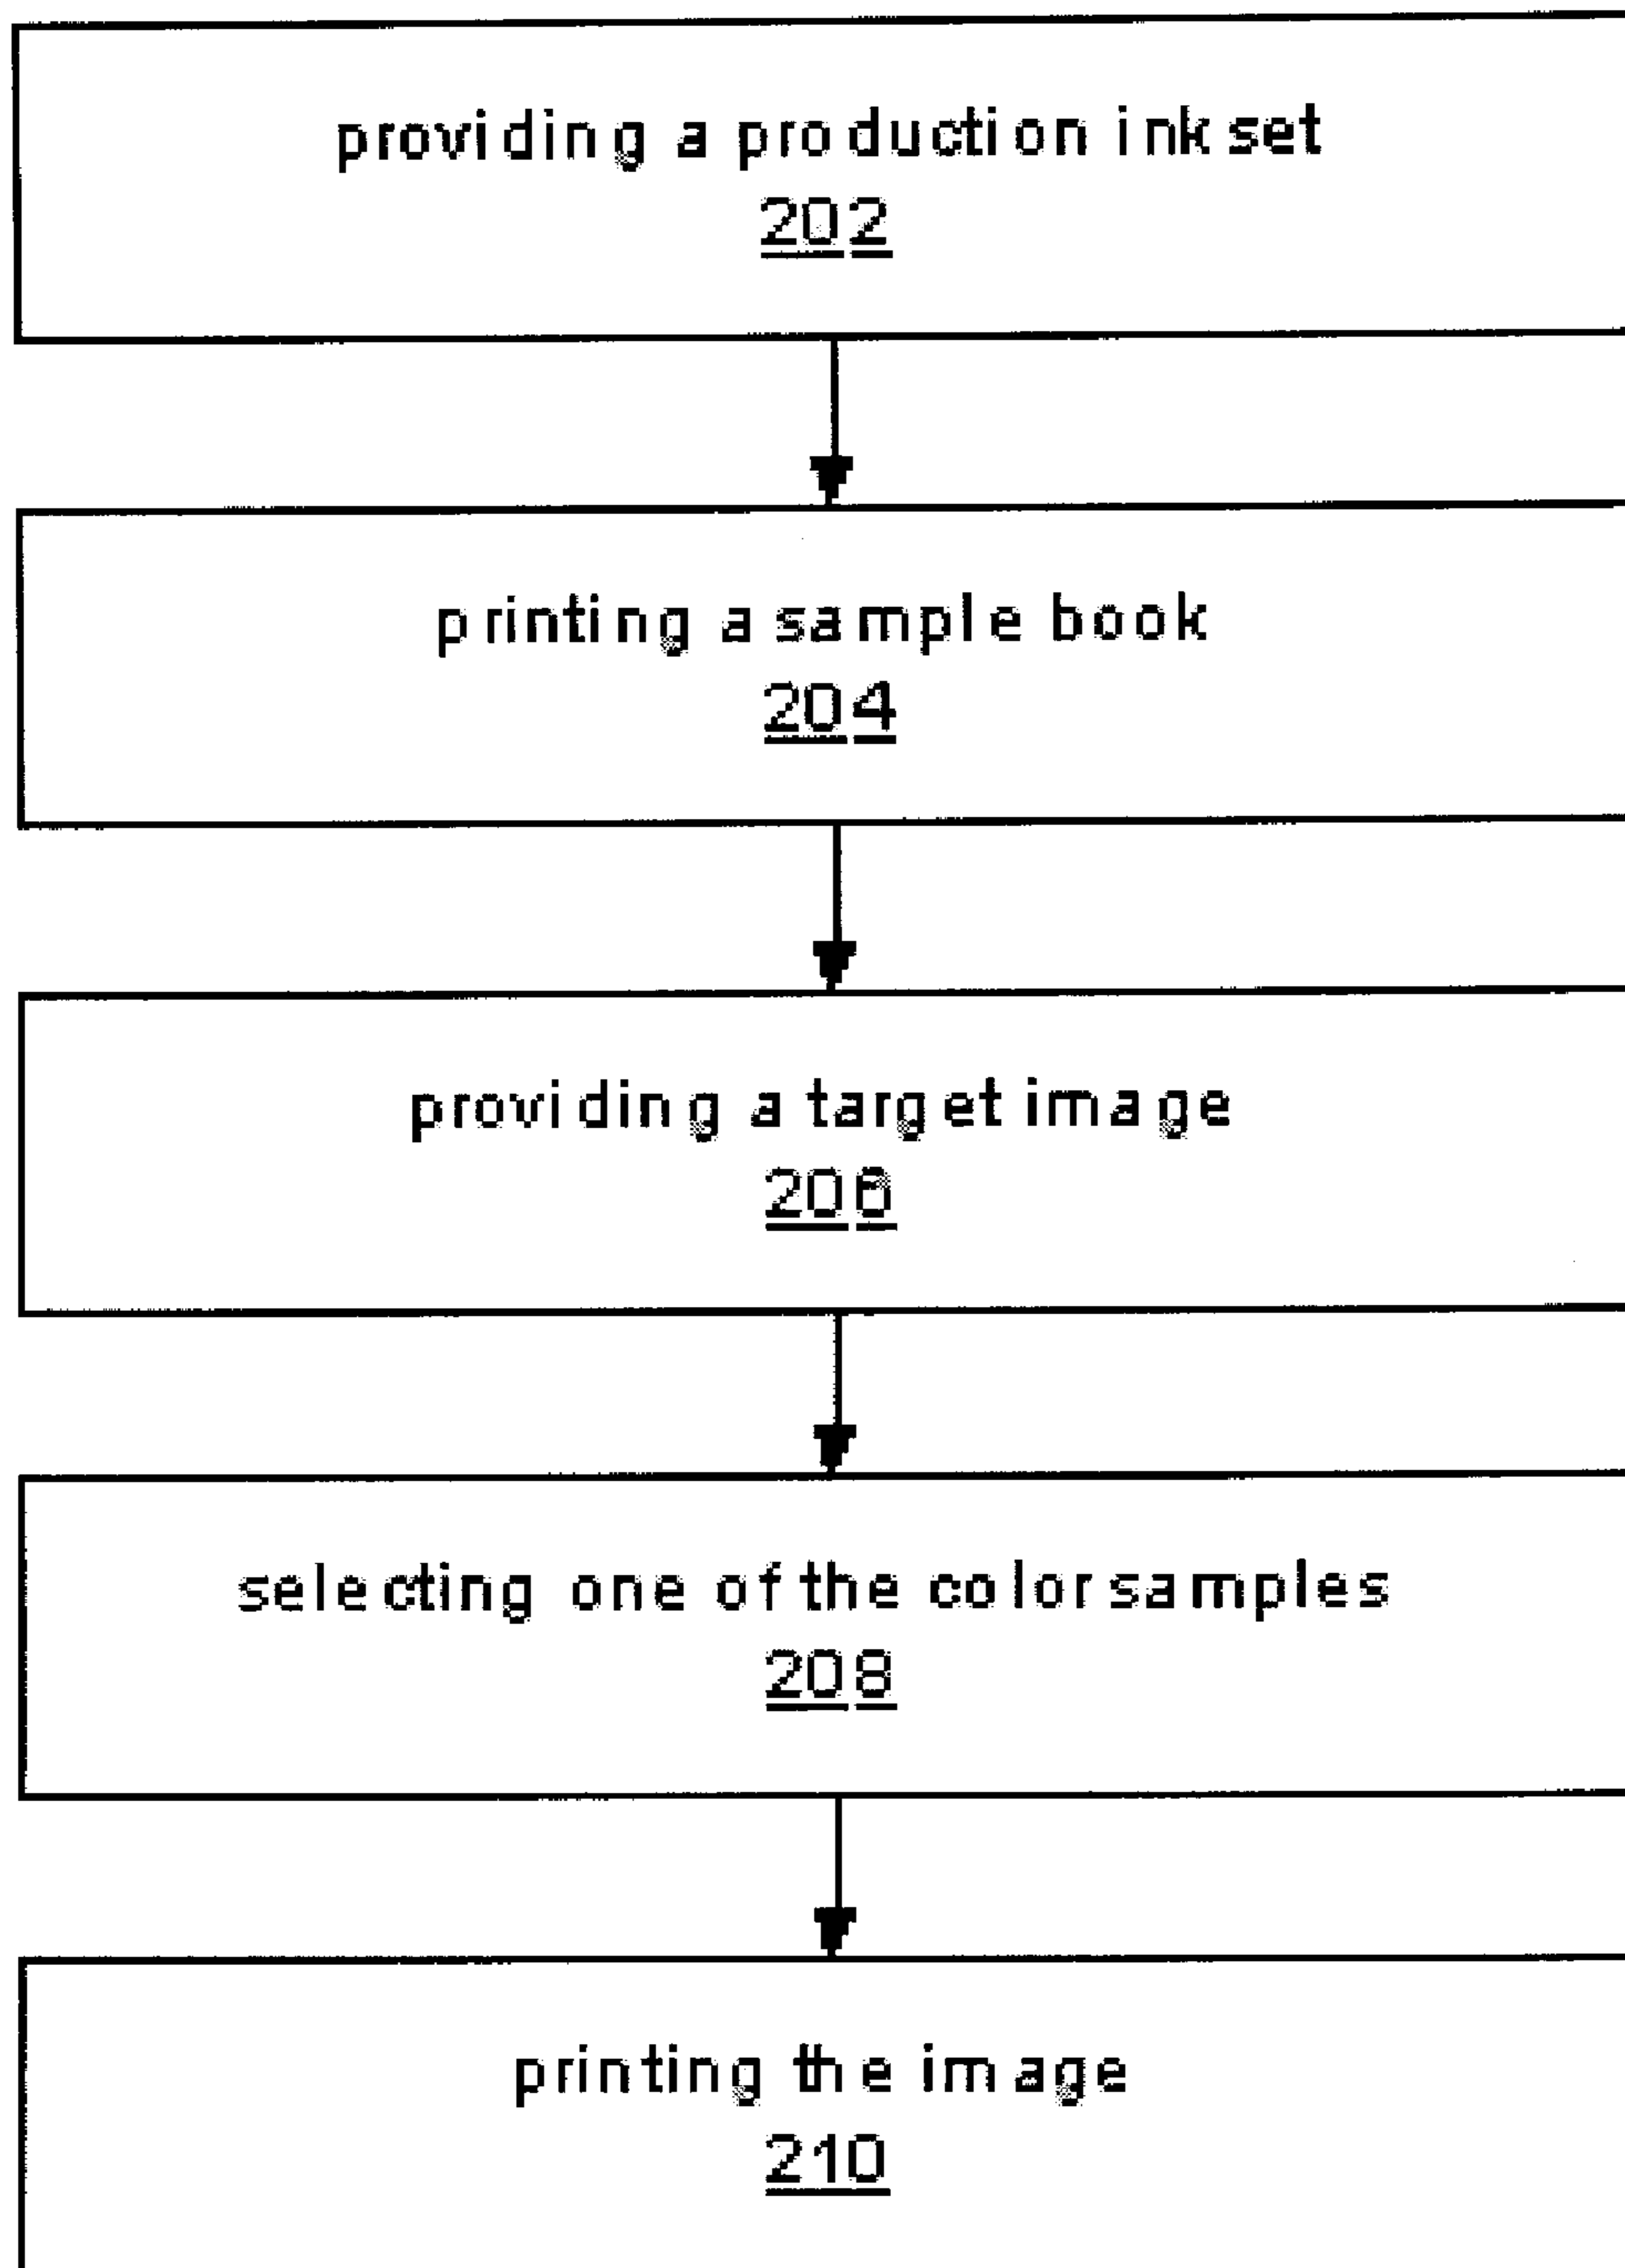 providing a production ink set
202
printing a sample book
204
providing a target image
206
selecting one of the color samples
208
printing the image
210